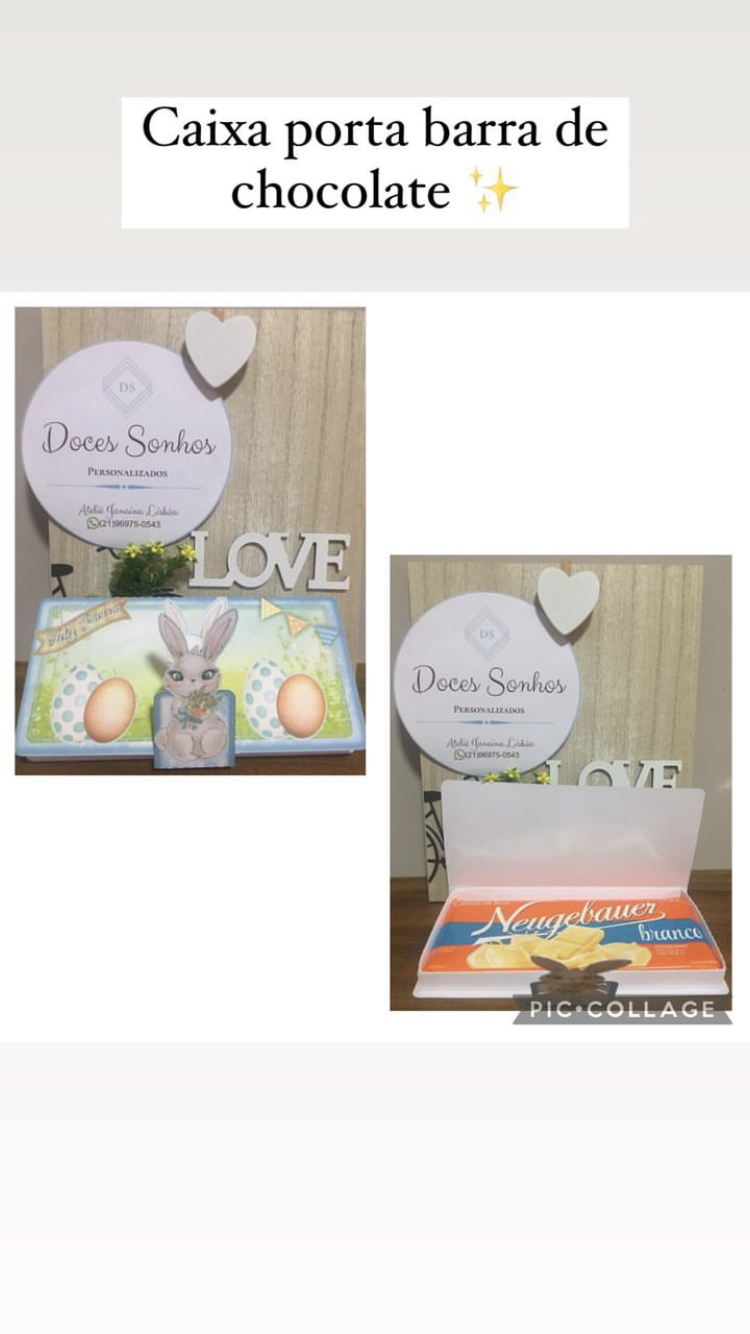 Caixa porta barra de
chocolate ✨
DS
Doces Sonhos
PERSONALIZADOS
Ateliê Janaina Lisbôa
(21)96975-0543
LOVE
DS
Doces Sonhos
PERSONALIZADOS
Ateliê Janaina Lisbôa
(21)96975-0543
LOVE
Neugebauer
branco
PIC•COLLAGE